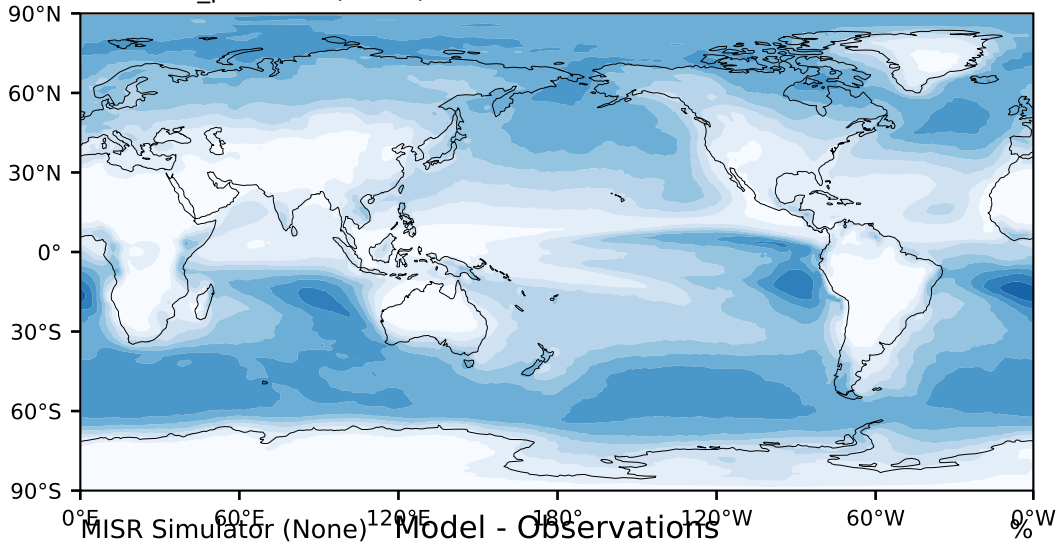 90°N
60°N
30°N
0°
30°S
60°S
90°S
0°E 60°E 120°E 180° 120°W 60°W 0°W
MISR Simulator (None) Model - Observations %